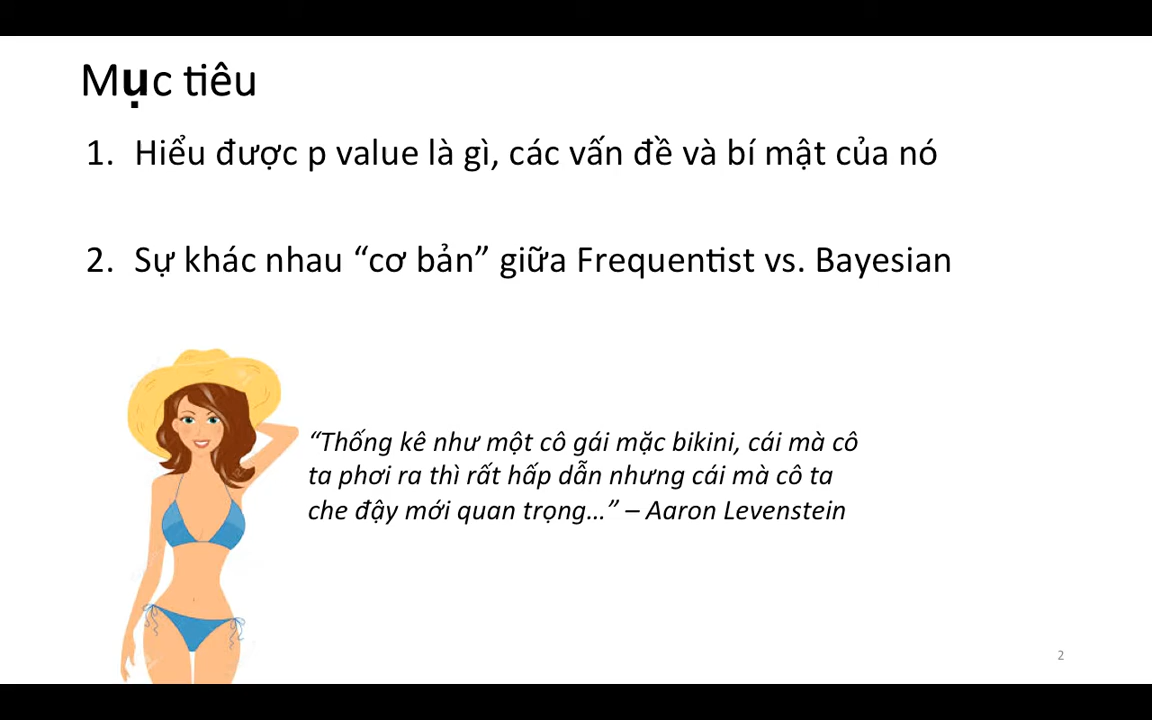 Mục tiêu
1. Hiểu được p value là gì, các vấn đề và bí mật của nó
2. Sự khác nhau “cơ bản” giữa Frequentist vs. Bayesian
“Thống kê như một cô gái mặc bikini, cái mà cô
ta phơi ra thì rất hấp dẫn nhưng cái mà cô ta
che đậy mới quan trọng…” – Aaron Levenstein
2